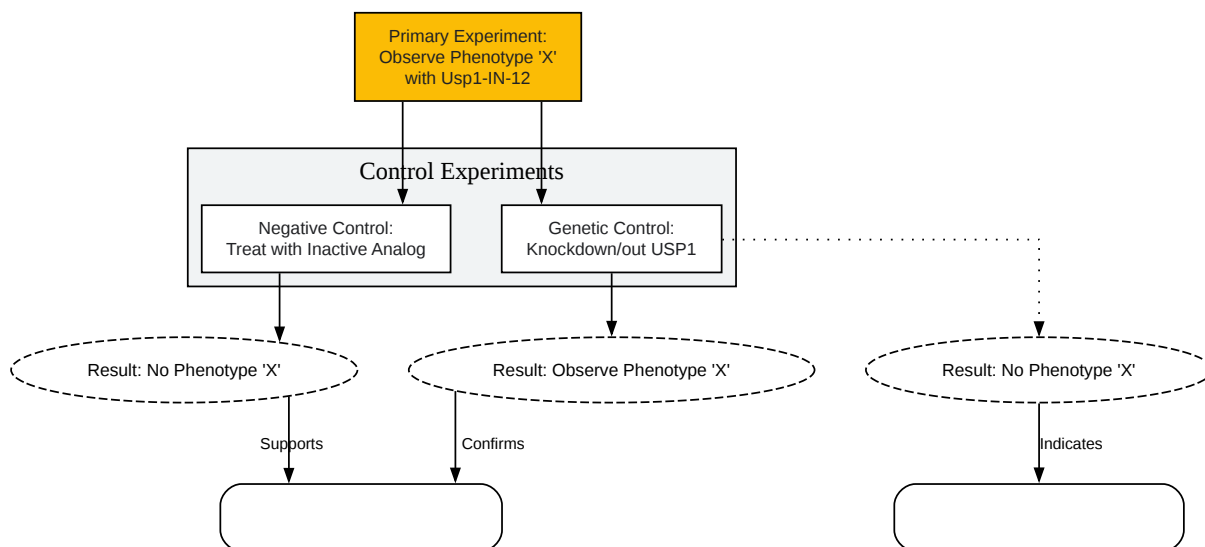 Primary Experiment:
Observe Phenotype 'X'
with Usp1-IN-12
Control Experiments
Negative Control:
Treat with Inactive Analog
Genetic Control:
Knockdown/out USP1
Result: No Phenotype 'X'
Result: Observe Phenotype 'X'
Result: No Phenotype 'X'
Supports
Confirms
Indicates